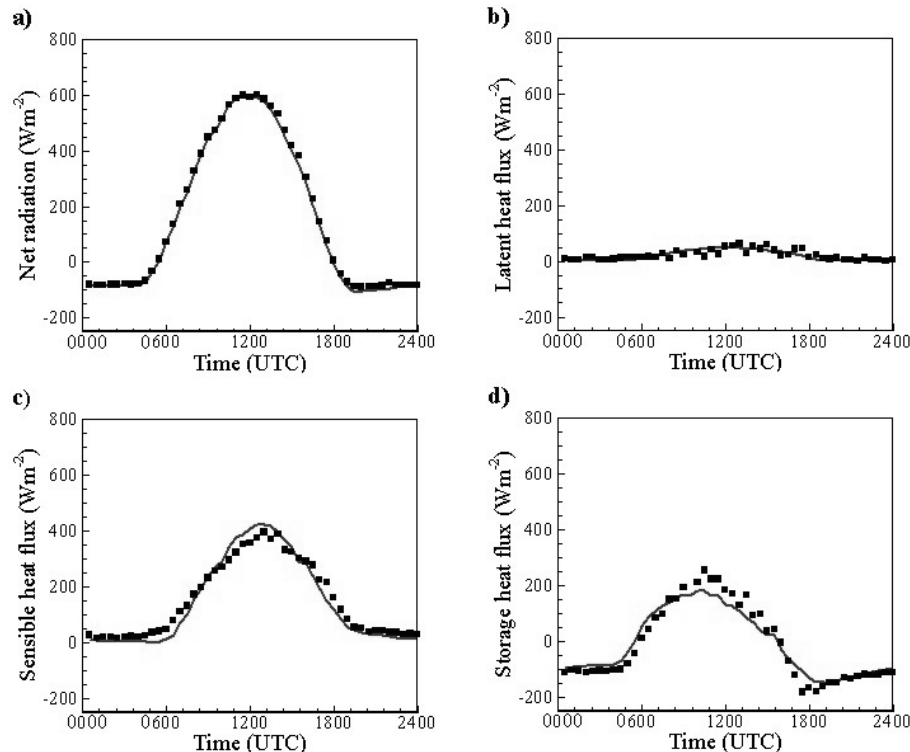 a)
800
600
400
200
0
-200
Net radiation (Wm-2)
0000 0600 1200 1800 2400
Time (UTC)
b)
800
600
400
200
0
-200
Latent heat flux (Wm-2)
0000 0600 1200 1800 2400
Time (UTC)
c)
800
600
400
200
0
-200
Sensible heat flux (Wm-2)
0000 0600 1200 1800 2400
Time (UTC)
d)
800
600
400
200
0
-200
Storage heat flux (Wm-2)
0000 0600 1200 1800 2400
Time (UTC)